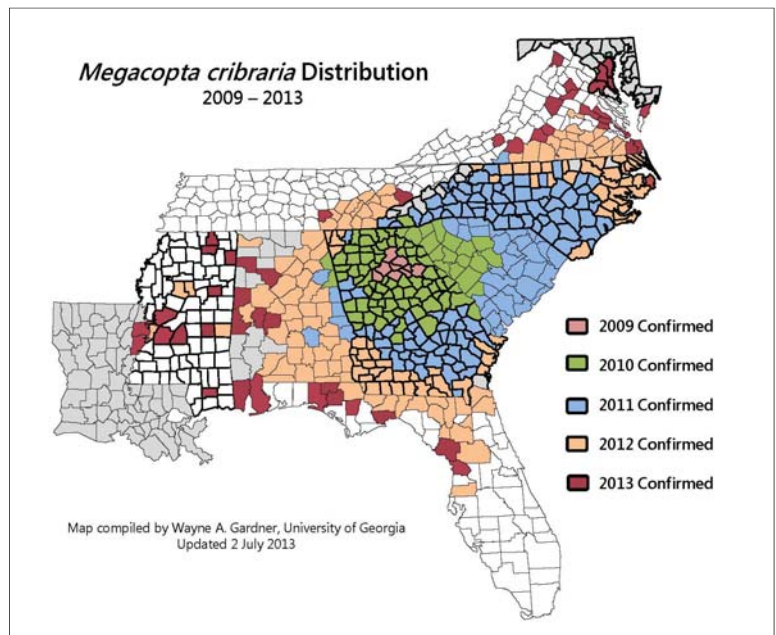 Megacopta cribraria Distribution
2009 – 2013
2009 Confirmed
2010 Confirmed
2011 Confirmed
2012 Confirmed
2013 Confirmed
Map compiled by Wayne A. Gardner, University of Georgia
Updated 2 July 2013